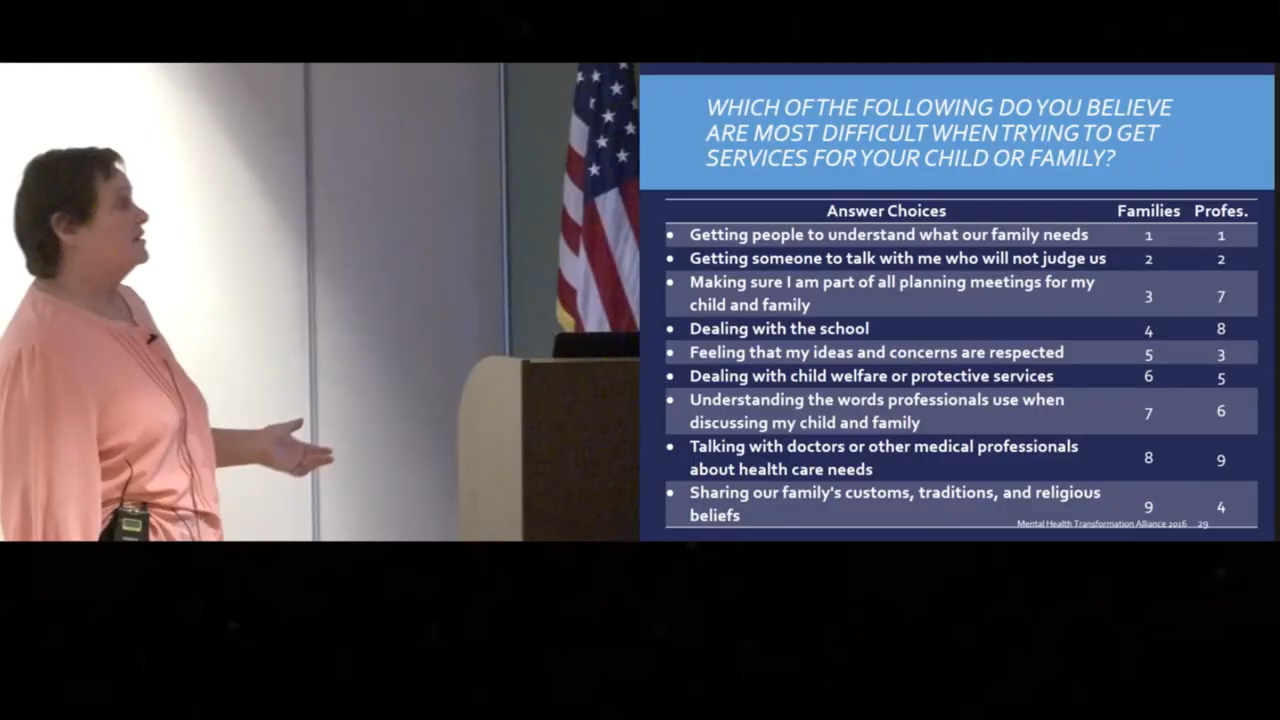 WHICH OF THE FOLLOWING DO YOU BELIEVE
ARE MOST DIFFICULT WHEN TRYING TO GET
SERVICES FOR YOUR CHILD OR FAMILY?
Answer Choices Families Profes.
• Getting people to understand what our family needs 1 1
• Getting someone to talk with me who will not judge us 2 2
• Making sure I am part of all planning meetings for my
child and family 3 7
• Dealing with the school 4 8
• Feeling that my ideas and concerns are respected 5 3
• Dealing with child welfare or protective services 6 5
• Understanding the words professionals use when
discussing my child and family 7 6
• Talking with doctors or other medical professionals
about health care needs 8 9
• Sharing our family's customs, traditions, and religious
beliefs 9 4
Mental Health Transformation Alliance 2016 29